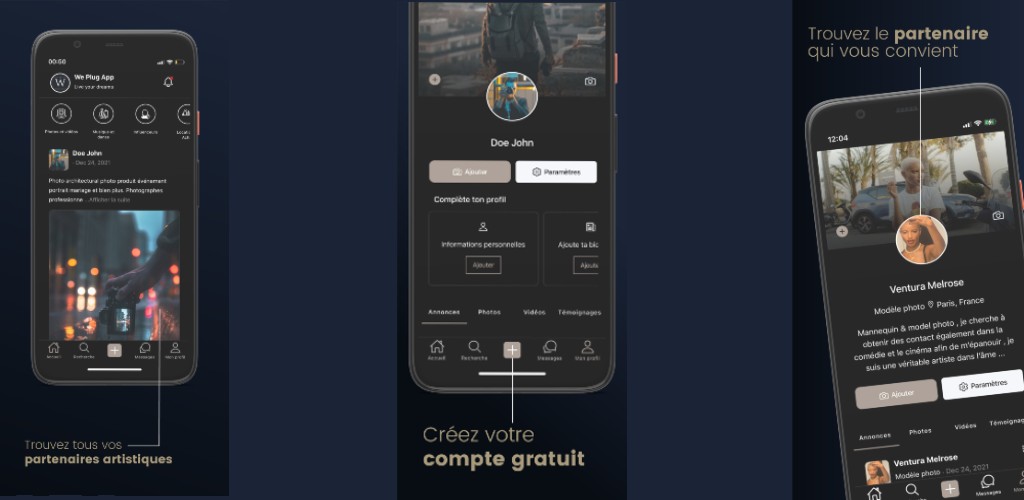 00:50
We Plug App
Live your dreams
Photos et vidéos
Musique et danse
Influenceurs
Doe John
Dec 24, 2021
Photo architectural photo produit événement
portrait mariage et bien plus. Photographes
professionne ...Afficher la suite
Accueil
Recherche
Messages
Mon profil
Trouvez tous vos
partenaires artistiques
Doe John
Ajouter
Paramètres
Complète ton profil
Informations personnelles
Ajoute ta bio
Ajouter
Ajoute
Annonces
Photos
Vidéos
Témoignages
Accueil
Recherche
Messages
Mon profil
Créez votre
compte gratuit
Trouvez le partenaire
qui vous convient
12:04
Ventura Melrose
Modèle photo Paris, France
Mannequin & model photo , je cherche à
obtenir des contact également dans la
comédie et le cinéma afin de m'épanouir , je
suis une véritable artiste dans l'âme ...
Ajouter
Paramètres
Annonces
Photos
Vidéos
Témoignag
Ventura Melrose
Modèle photo - Dec 24, 2021
Messages